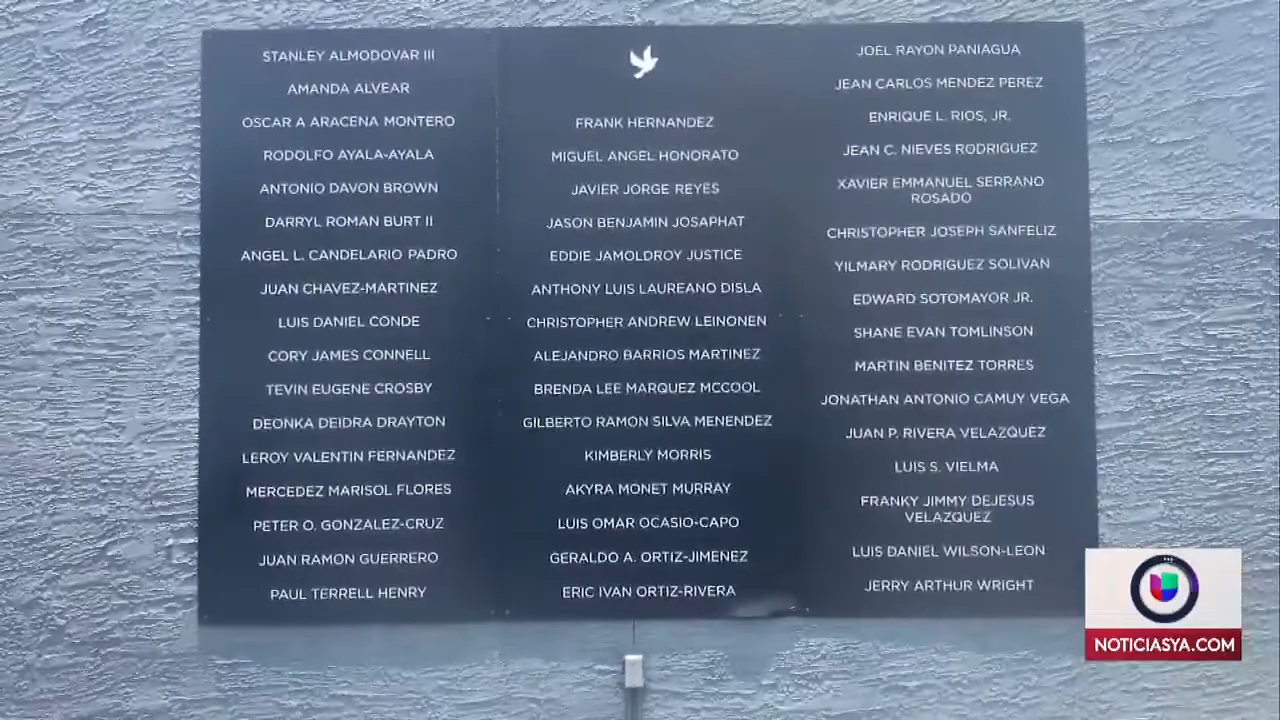 STANLEY ALMODOVAR III
AMANDA ALVEAR
OSCAR A ARACENA MONTERO
RODOLFO AYALA-AYALA
ANTONIO DAVON BROWN
DARRYL ROMAN BURT II
ANGEL L. CANDELARIO PADRO
JUAN CHAVEZ-MARTINEZ
LUIS DANIEL CONDE
CORY JAMES CONNELL
TEVIN EUGENE CROSBY
DEONKA DEIDRA DRAYTON
LEROY VALENTIN FERNANDEZ
MERCEDEZ MARISOL FLORES
PETER O. GONZALEZ-CRUZ
JUAN RAMON GUERRERO
PAUL TERRELL HENRY
FRANK HERNANDEZ
MIGUEL ANGEL HONORATO
JAVIER JORGE REYES
JASON BENJAMIN JOSAPHAT
EDDIE JAMOLDROY JUSTICE
ANTHONY LUIS LAUREANO DISLA
CHRISTOPHER ANDREW LEINONEN
ALEJANDRO BARRIOS MARTINEZ
BRENDA LEE MARQUEZ MCCOOL
GILBERTO RAMON SILVA MENENDEZ
KIMBERLY MORRIS
AKYRA MONET MURRAY
LUIS OMAR OCASIO-CAPO
GERALDO A. ORTIZ-JIMENEZ
ERIC IVAN ORTIZ-RIVERA
JOEL RAYON PANIAGUA
JEAN CARLOS MENDEZ PEREZ
ENRIQUE L. RIOS, JR.
JEAN C. NIEVES RODRIGUEZ
XAVIER EMMANUEL SERRANO
ROSADO
CHRISTOPHER JOSEPH SANFELIZ
YILMARY RODRIGUEZ SOLIVAN
EDWARD SOTOMAYOR JR.
SHANE EVAN TOMLINSON
MARTIN BENITEZ TORRES
JONATHAN ANTONIO CAMUY VEGA
JUAN P. RIVERA VELAZQUEZ
LUIS S. VIELMA
FRANKY JIMMY DEJESUS
VELAZQUEZ
LUIS DANIEL WILSON-LEON
JERRY ARTHUR WRIGHT
NOTICIASYA.COM